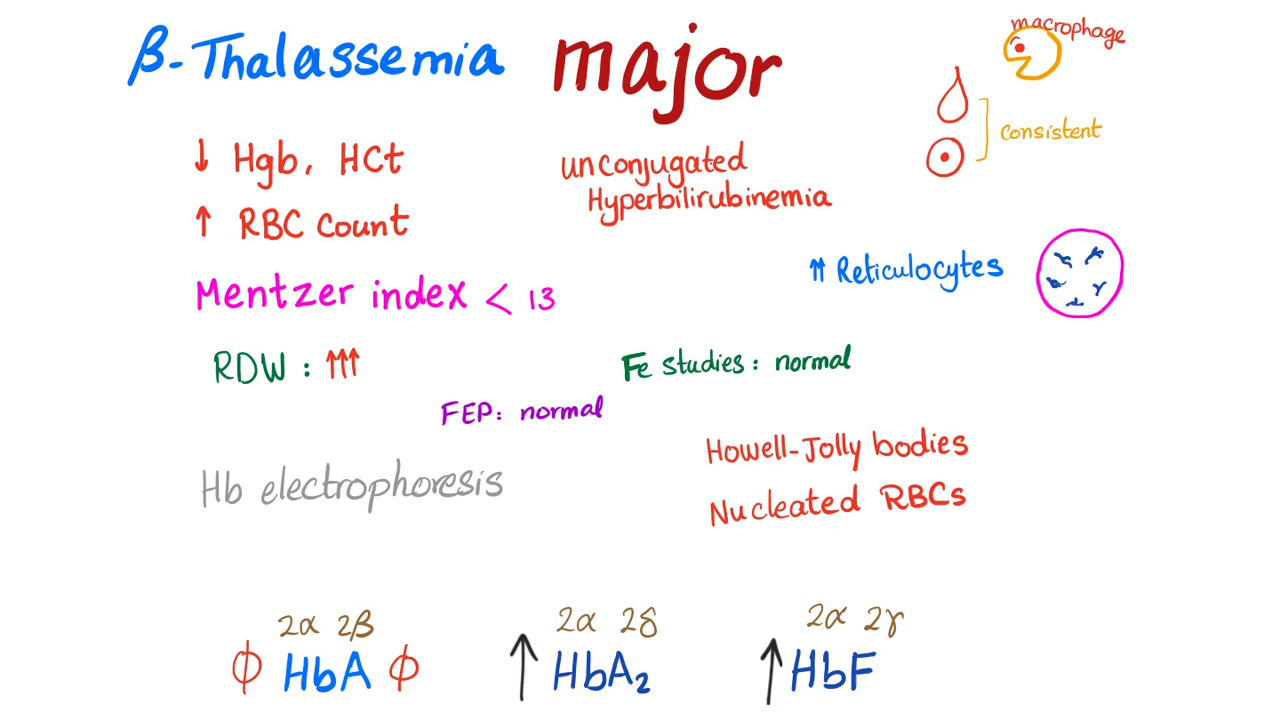 β-Thalassemia major
macrophage
consistent
↓ Hgb, HCt
unconjugated
Hyperbilirubinemia
↑ RBC count
⇈ Reticulocytes
Mentzer index < 13
RDW : ↑↑↑
Fe studies: normal
FEP: normal
Howell-Jolly bodies
Hb electrophoresis
Nucleated RBCs
2α 2β
2α 2δ
2α 2γ
φ HbA φ
↑ HbA₂
↑ HbF